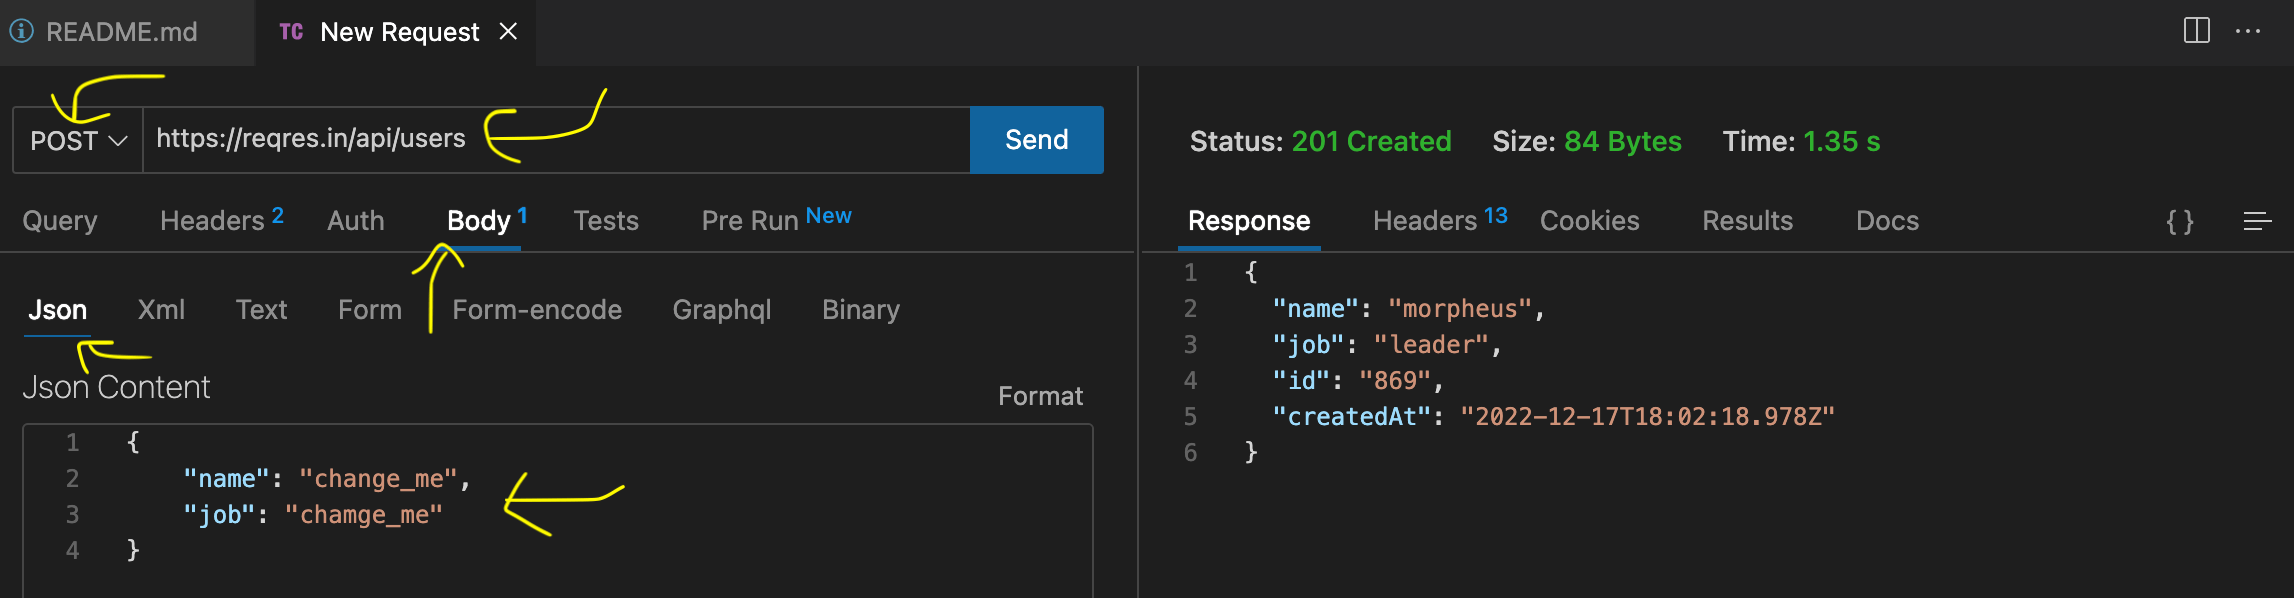 README.md
TC New Request
POST https://reqres.in/api/users Send
Query Headers 2 Auth Body 1 Tests Pre Run New
Json Xml Text Form Form-encode Graphql Binary
Json Content
Format
1 {
2 "name": "change_me",
3 "job": "chamge_me"
4 }
Status: 201 Created Size: 84 Bytes Time: 1.35 s
Response Headers 13 Cookies Results Docs { }
1 {
2 "name": "morpheus",
3 "job": "leader",
4 "id": "869",
5 "createdAt": "2022-12-17T18:02:18.978Z"
6 }